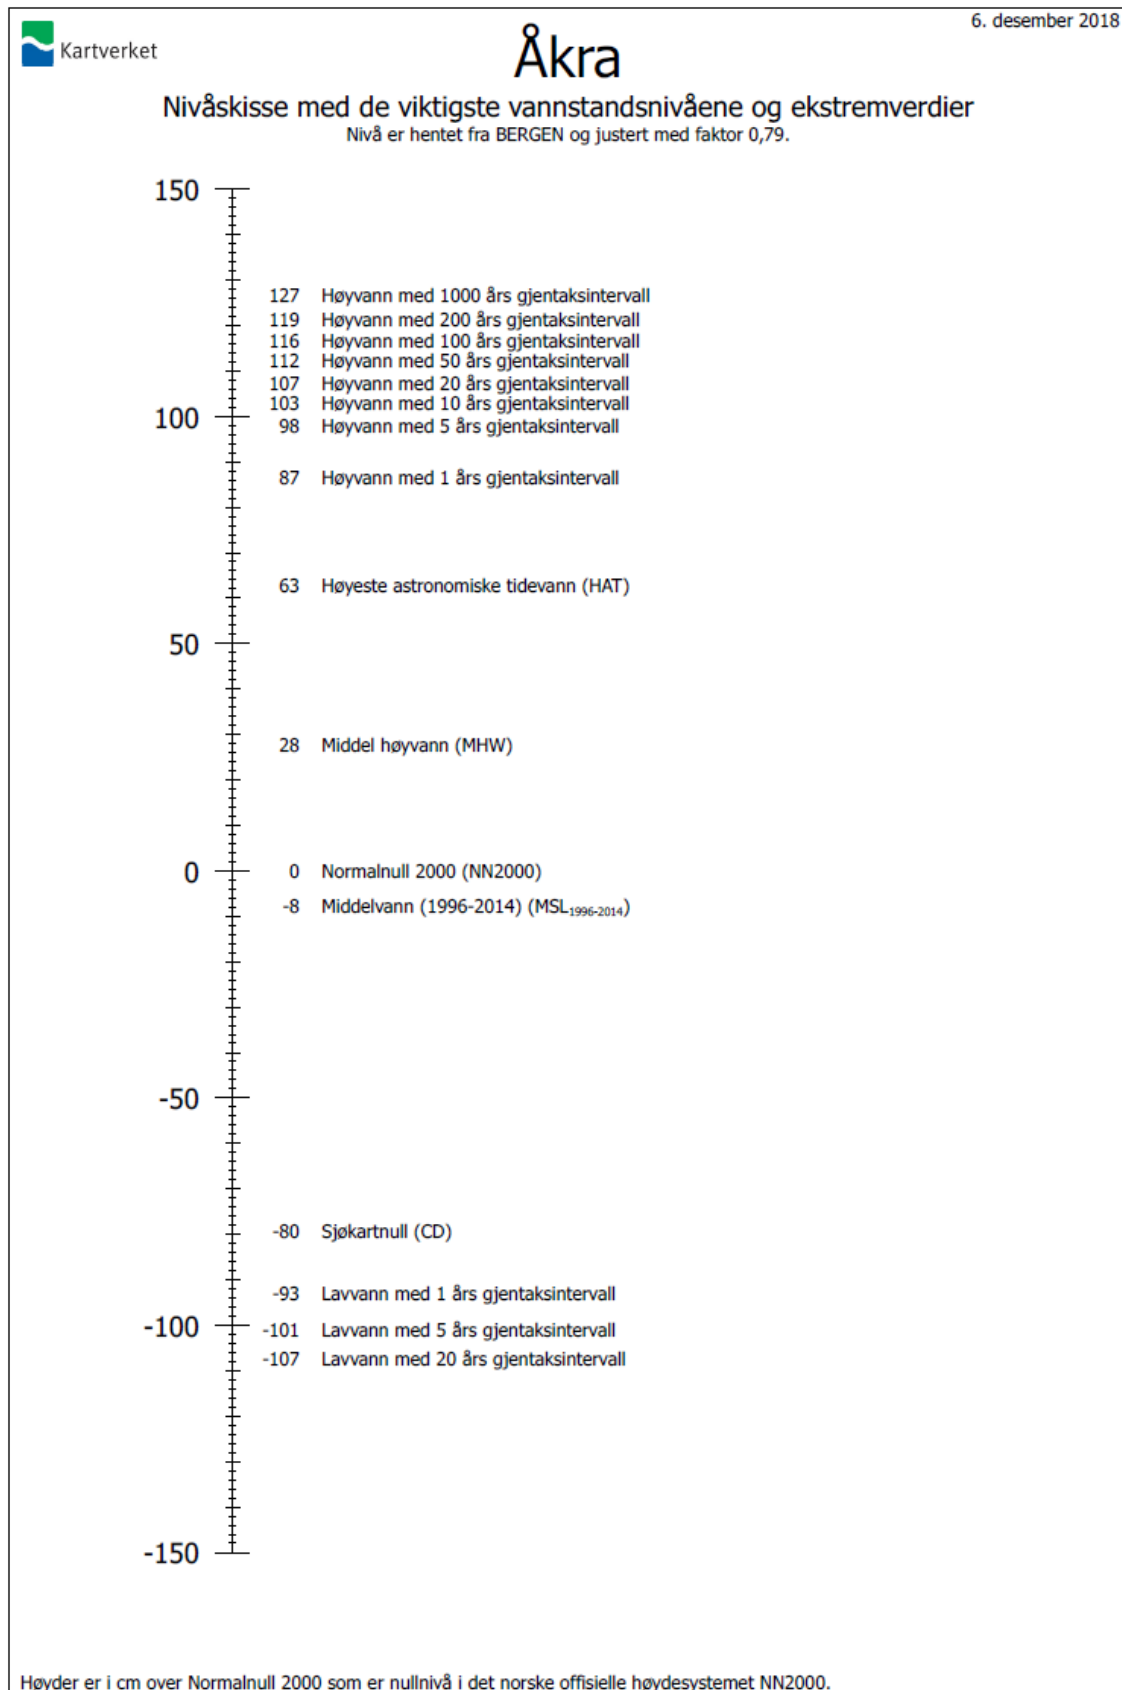 6. desember 2018
Kartverket
Åkra
Nivåskisse med de viktigste vannstandsnivåene og ekstremverdier
Nivå er hentet fra BERGEN og justert med faktor 0,79.
150
127 Høyvann med 1000 års gjentaksintervall
119 Høyvann med 200 års gjentaksintervall
116 Høyvann med 100 års gjentaksintervall
112 Høyvann med 50 års gjentaksintervall
107 Høyvann med 20 års gjentaksintervall
103 Høyvann med 10 års gjentaksintervall
100
98 Høyvann med 5 års gjentaksintervall
87 Høyvann med 1 års gjentaksintervall
63 Høyeste astronomiske tidevann (HAT)
50
28 Middel høyvann (MHW)
0 0 Normalnull 2000 (NN2000)
-8 Middelvann (1996-2014) (MSL1996-2014)
-50
-80 Sjøkartnull (CD)
-93 Lavvann med 1 års gjentaksintervall
-100
-101 Lavvann med 5 års gjentaksintervall
-107 Lavvann med 20 års gjentaksintervall
-150
Høyder er i cm over Normalnull 2000 som er nullnivå i det norske offisielle høydesystemet NN2000.